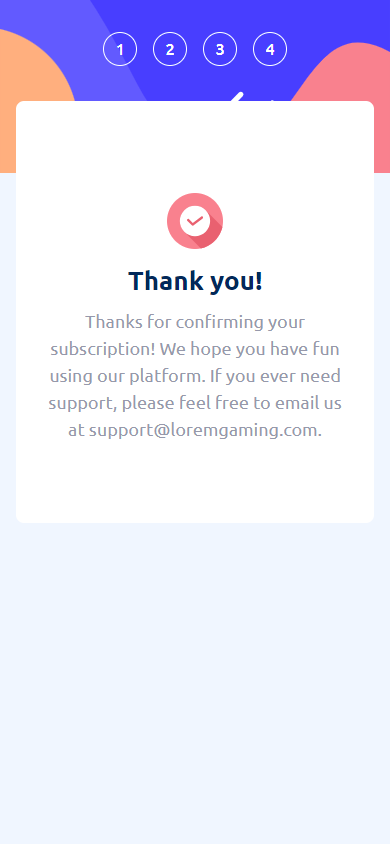 1 2 3 4
Thank you!
Thanks for confirming your
subscription! We hope you have fun
using our platform. If you ever need
support, please feel free to email us
at support@loremgaming.com.